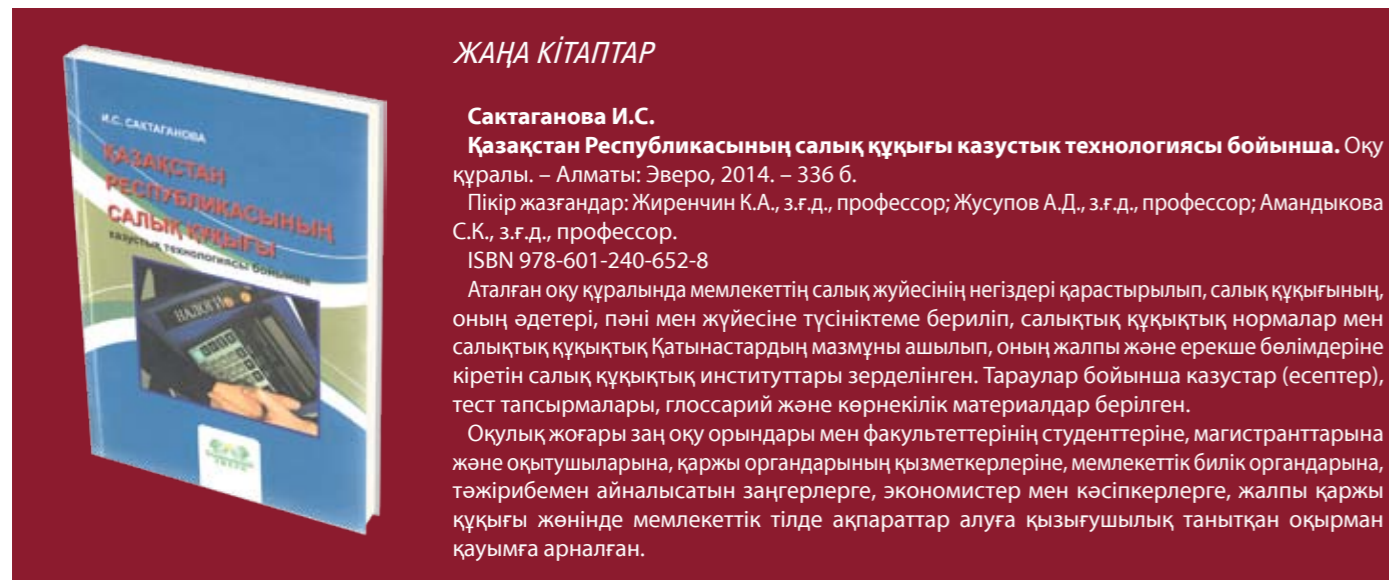 ЖАҢА КІТАПТАР
Сактаганова И.С.
Қазақстан Республикасының салық құқығы казустык технологиясы бойынша. Оқу
құралы. – Алматы: Эверо, 2014. – 336 б.
Пікір жазғандар: Жиренчин К.А., з.ғ.д., профессор; Жусупов А.Д., з.ғ.д., профессор; Амандыкова
С.К., з.ғ.д., профессор.
ISBN 978-601-240-652-8
Аталған оқу құралында мемлекеттің салық жуйесінің негіздері қарастырылып, салық құқығының,
оның әдетері, пәні мен жүйесіне түсініктеме бериліп, салықтық құқықтық нормалар мен
салықтық құқықтық Қатынастардың мазмұны ашылып, оның жалпы және ерекше бөлімдеріне
кіретін салық құқықтық институттары зерделінген. Тараулар бойынша казустар (есептер),
тест тапсырмалары, глоссарий және көрнекілік материалдар берілген.
Оқулық жоғары заң оқу орындары мен факультеттерінің студенттеріне, магистранттарына
және оқытушыларына, қаржы органдарының қызметкерлеріне, мемлекеттік билік органдарына,
тәжірибемен айналысатын заңгерлерге, экономистер мен кәсіпкерлерге, жалпы қаржы
құқығы жөнінде мемлекеттік тілде ақпараттар алуға қызығушылық танытқан оқырман
қауымға арналған.
И.С. САКТАГАНОВА
ҚАЗАҚСТАН
РЕСПУБЛИКАСЫНЫҢ
САЛЫҚ ҚҰҚЫҒЫ
казустық технологиясы бойынша
НАЛОГИ